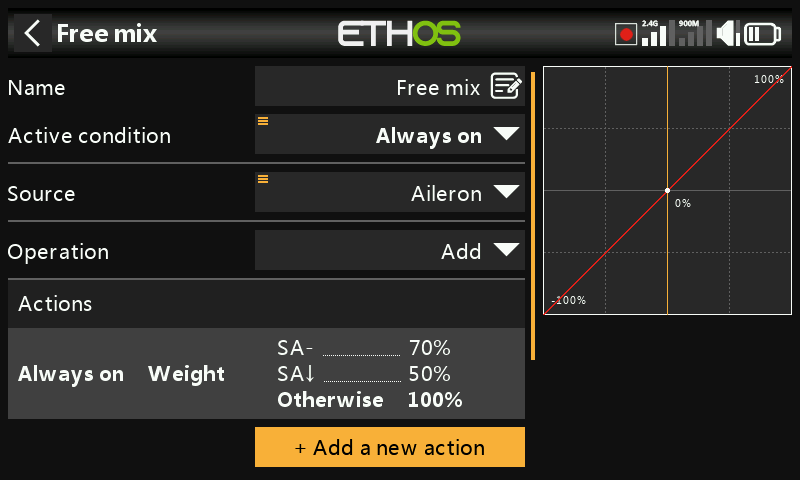 Free mix
ETHOS
2.4G
900M
Name
Free mix
Active condition
Always on
Source
Aileron
Operation
Add
Actions
Always on Weight
SA- 70%
SA↓ 50%
Otherwise 100%
+ Add a new action
100%
0%
-100%